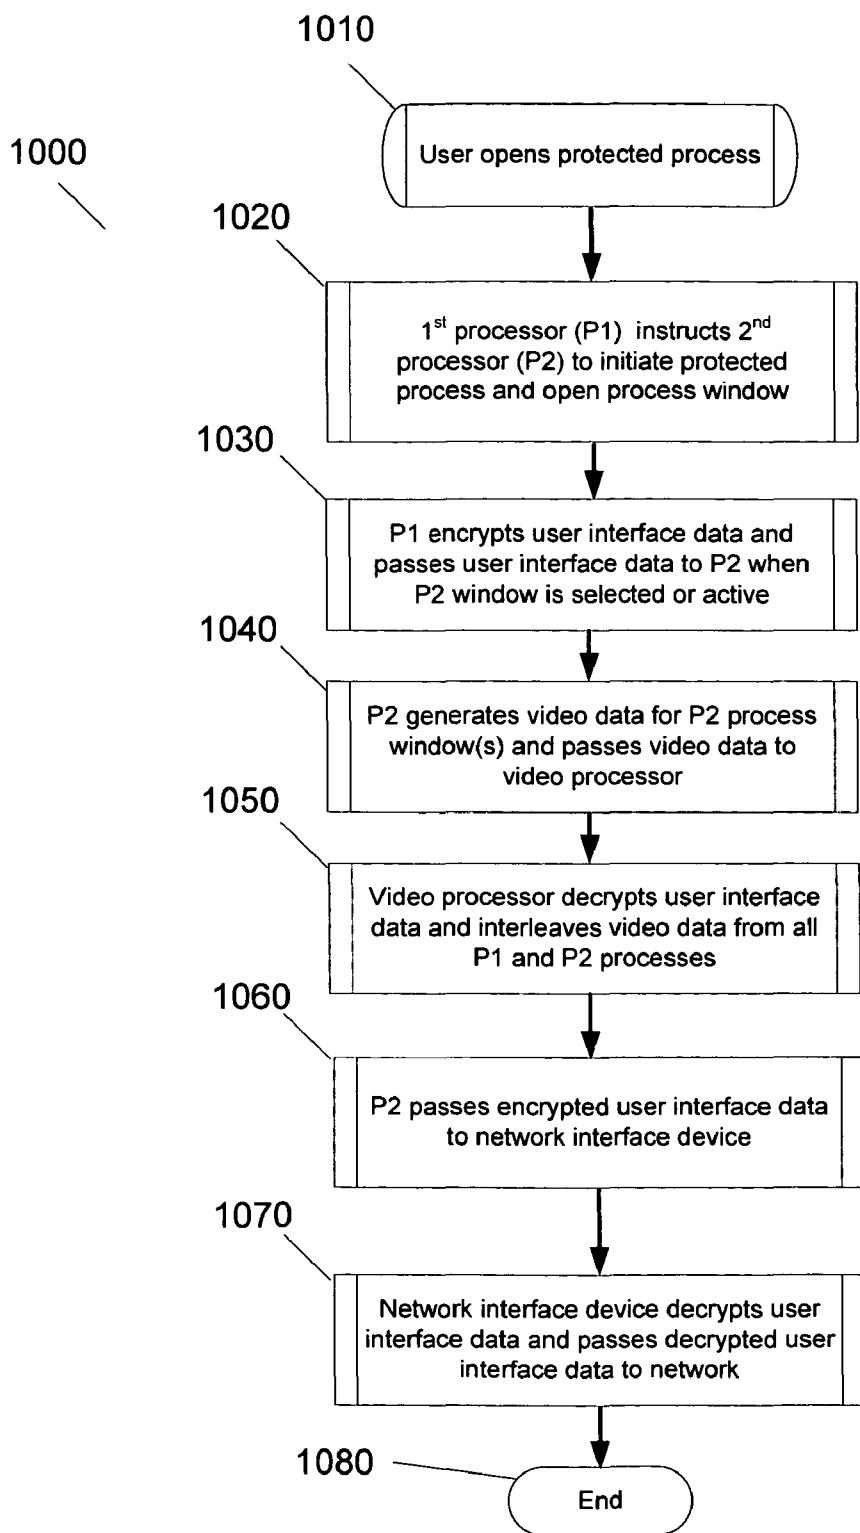 1010
1000
User opens protected process
1020
1st processor (P1) instructs 2nd
processor (P2) to initiate protected
process and open process window
1030
P1 encrypts user interface data and
passes user interface data to P2 when
P2 window is selected or active
1040
P2 generates video data for P2 process
window(s) and passes video data to
video processor
1050
Video processor decrypts user interface
data and interleaves video data from all
P1 and P2 processes
1060
P2 passes encrypted user interface data
to network interface device
1070
Network interface device decrypts user
interface data and passes decrypted user
interface data to network
1080
End